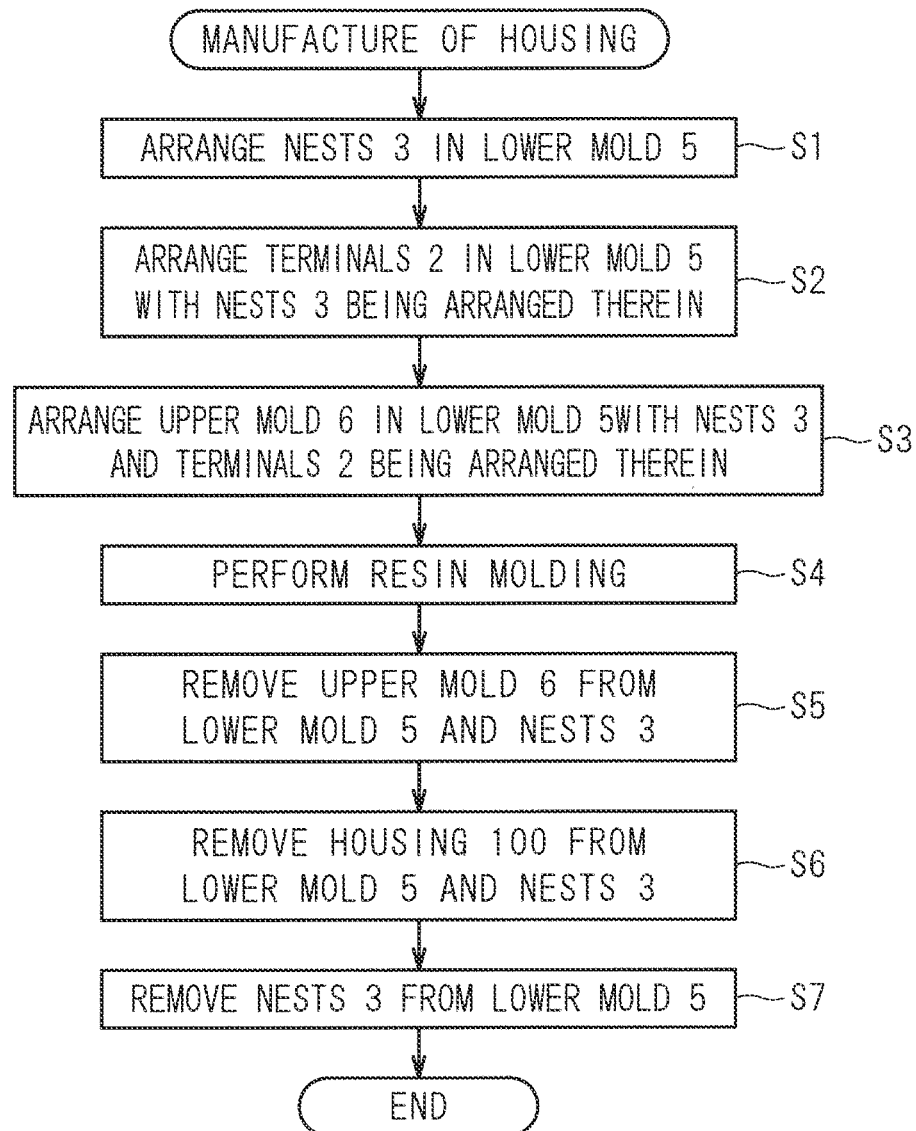 MANUFACTURE OF HOUSING
ARRANGE NESTS 3 IN LOWER MOLD 5
S1
ARRANGE TERMINALS 2 IN LOWER MOLD 5
WITH NESTS 3 BEING ARRANGED THEREIN
S2
ARRANGE UPPER MOLD 6 IN LOWER MOLD 5WITH NESTS 3
AND TERMINALS 2 BEING ARRANGED THEREIN
S3
PERFORM RESIN MOLDING
S4
REMOVE UPPER MOLD 6 FROM
LOWER MOLD 5 AND NESTS 3
S5
REMOVE HOUSING 100 FROM
LOWER MOLD 5 AND NESTS 3
S6
REMOVE NESTS 3 FROM LOWER MOLD 5
S7
END